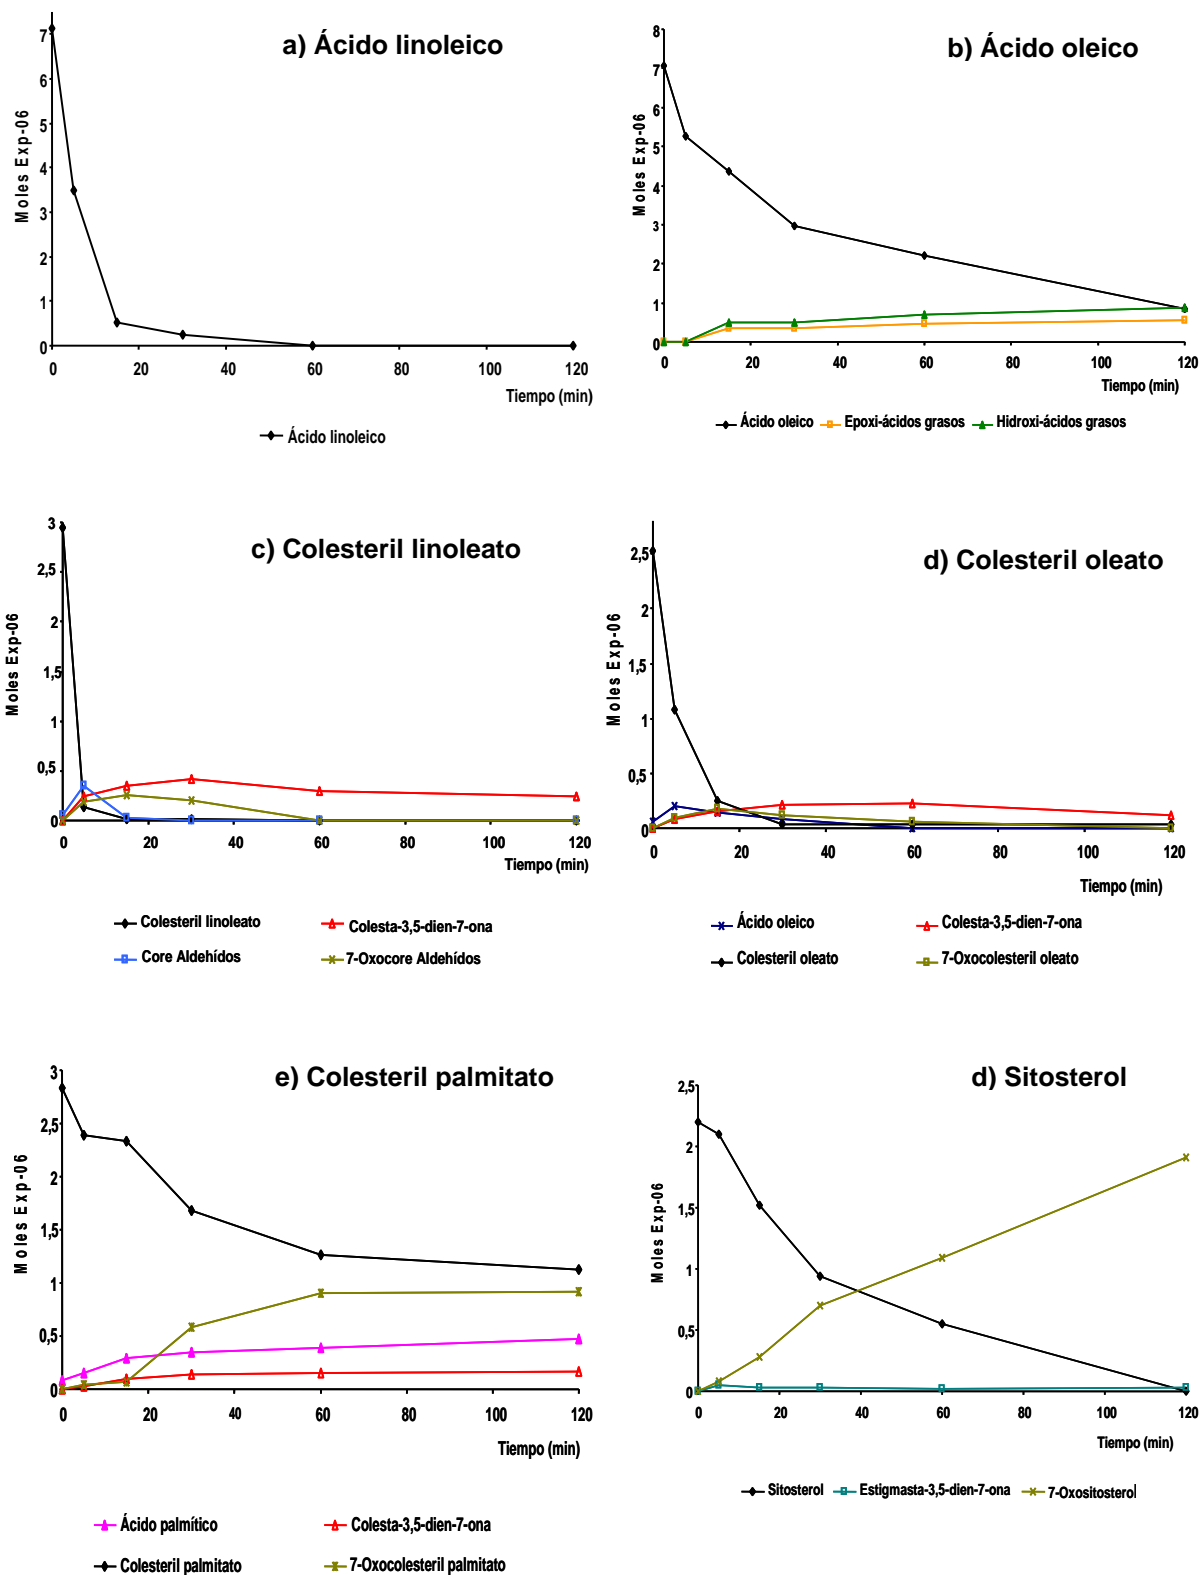 a) Ácido linoleico
Moles Exp-06
7
6
5
4
3
2
1
0
0 20 40 60 80 100 120
Tiempo (min)
Ácido linoleico
b) Ácido oleico
Moles Exp-06
8
7
6
5
4
3
2
1
0
0 20 40 60 80 100 120
Tiempo (min)
Ácido oleico Epoxi-ácidos grasos Hidroxi-ácidos grasos
c) Colesteril linoleato
Moles Exp-06
3
2,5
2
1,5
1
0,5
0
0 20 40 60 80 100 120
Tiempo (min)
Colesteril linoleato Colesta-3,5-dien-7-ona
Core Aldehídos 7-Oxocore Aldehídos
d) Colesteril oleato
Moles Exp-06
2,5
2
1,5
1
0,5
0
0 20 40 60 80 100 120
Tiempo (min)
Ácido oleico Colesta-3,5-dien-7-ona
Colesteril oleato 7-Oxocolesteril oleato
e) Colesteril palmitato
Moles Exp-06
3
2,5
2
1,5
1
0,5
0
0 20 40 60 80 100 120
Tiempo (min)
Ácido palmítico Colesta-3,5-dien-7-ona
Colesteril palmitato 7-Oxocolesteril palmitato
d) Sitosterol
Moles Exp-06
2,5
2
1,5
1
0,5
0
0 20 40 60 80 100 120
Tiempo (min)
Sitosterol Estigmasta-3,5-dien-7-ona 7-Oxositosterol